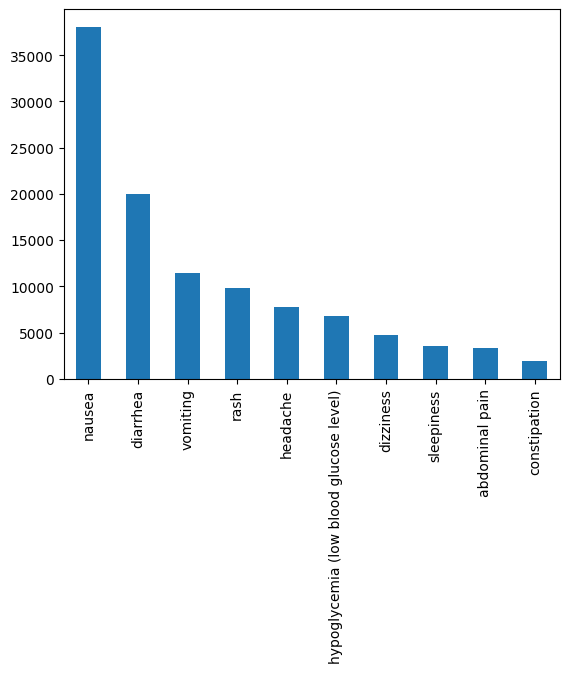 35000
30000
25000
20000
15000
10000
5000
0
nausea
diarrhea
vomiting
rash
headache
hypoglycemia (low blood glucose level)
dizziness
sleepiness
abdominal pain
constipation